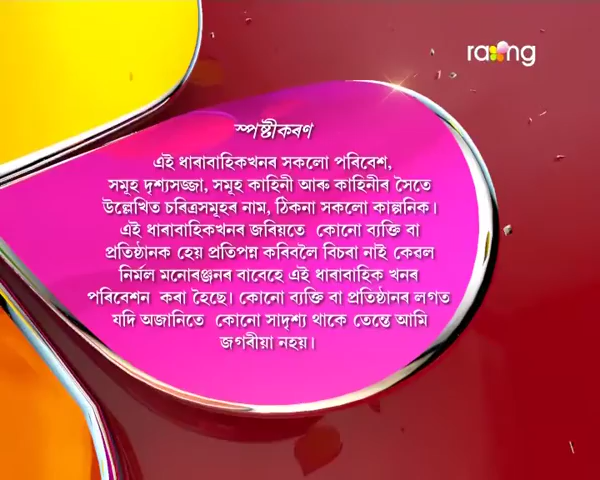 raang
স্পষ্টীকৰণ
এই ধাৰাবাহিকখনৰ সকলো পৰিবেশ,
সমূহ দৃশ্যসজ্জা, সমূহ কাহিনী আৰু কাহিনীৰ সৈতে
উল্লেখিত চৰিত্ৰসমূহৰ নাম, ঠিকনা সকলো কাল্পনিক।
এই ধাৰাবাহিকখনৰ জৰিয়তে কোনো ব্যক্তি বা
প্ৰতিষ্ঠানক হেয় প্ৰতিপন্ন কৰিবলৈ বিচৰা নাই কেৱল
নিৰ্মল মনোৰঞ্জনৰ বাবেহে এই ধাৰাবাহিক খনৰ
পৰিবেশন কৰা হৈছে। কোনো ব্যক্তি বা প্ৰতিষ্ঠানৰ লগত
যদি অজানিতে কোনো সাদৃশ্য থাকে তেন্তে আমি
জগৰীয়া নহয়।